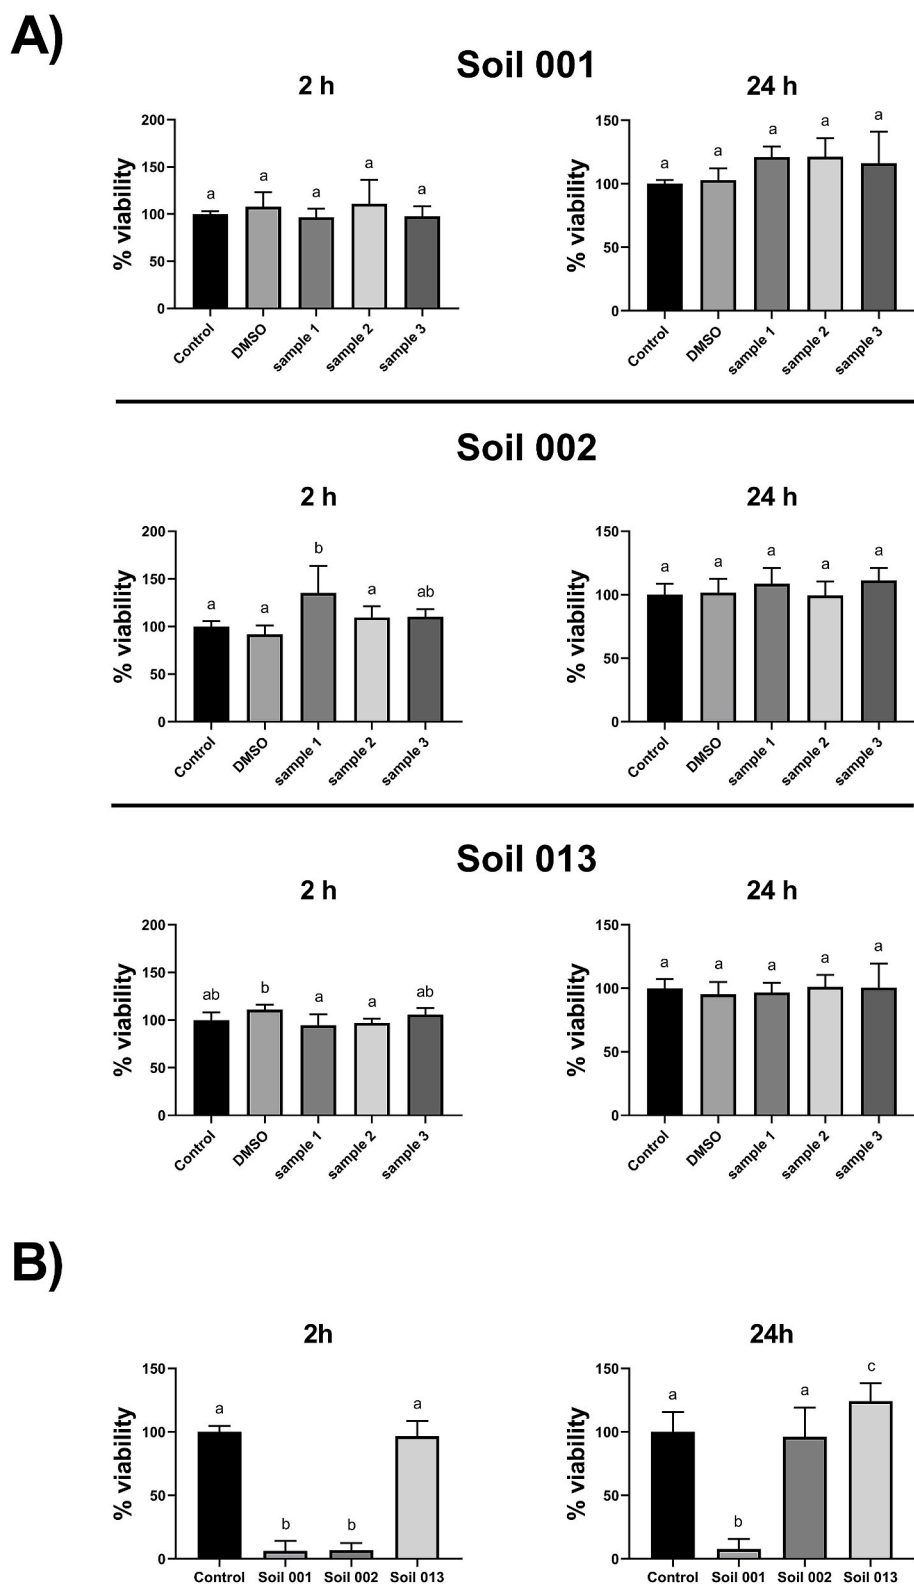 A)
Soil 001
2 h
24 h
200
150
100
50
0
% viability
a
a
a
a
a
Control
DMSO
sample 1
sample 2
sample 3
150
100
50
0
% viability
a
a
a
a
a
Control
DMSO
sample 1
sample 2
sample 3
Soil 002
2 h
24 h
200
150
100
50
0
% viability
a
a
b
a
ab
Control
DMSO
sample 1
sample 2
sample 3
150
100
50
0
% viability
a
a
a
a
a
Control
DMSO
sample 1
sample 2
sample 3
Soil 013
2 h
24 h
200
150
100
50
0
% viability
ab
b
a
a
ab
Control
DMSO
sample 1
sample 2
sample 3
150
100
50
0
% viability
a
a
a
a
a
Control
DMSO
sample 1
sample 2
sample 3
B)
2h
24h
150
100
50
0
% viability
a
b
b
a
Control
Soil 001
Soil 002
Soil 013
150
100
50
0
% viability
a
b
a
c
Control
Soil 001
Soil 002
Soil 013